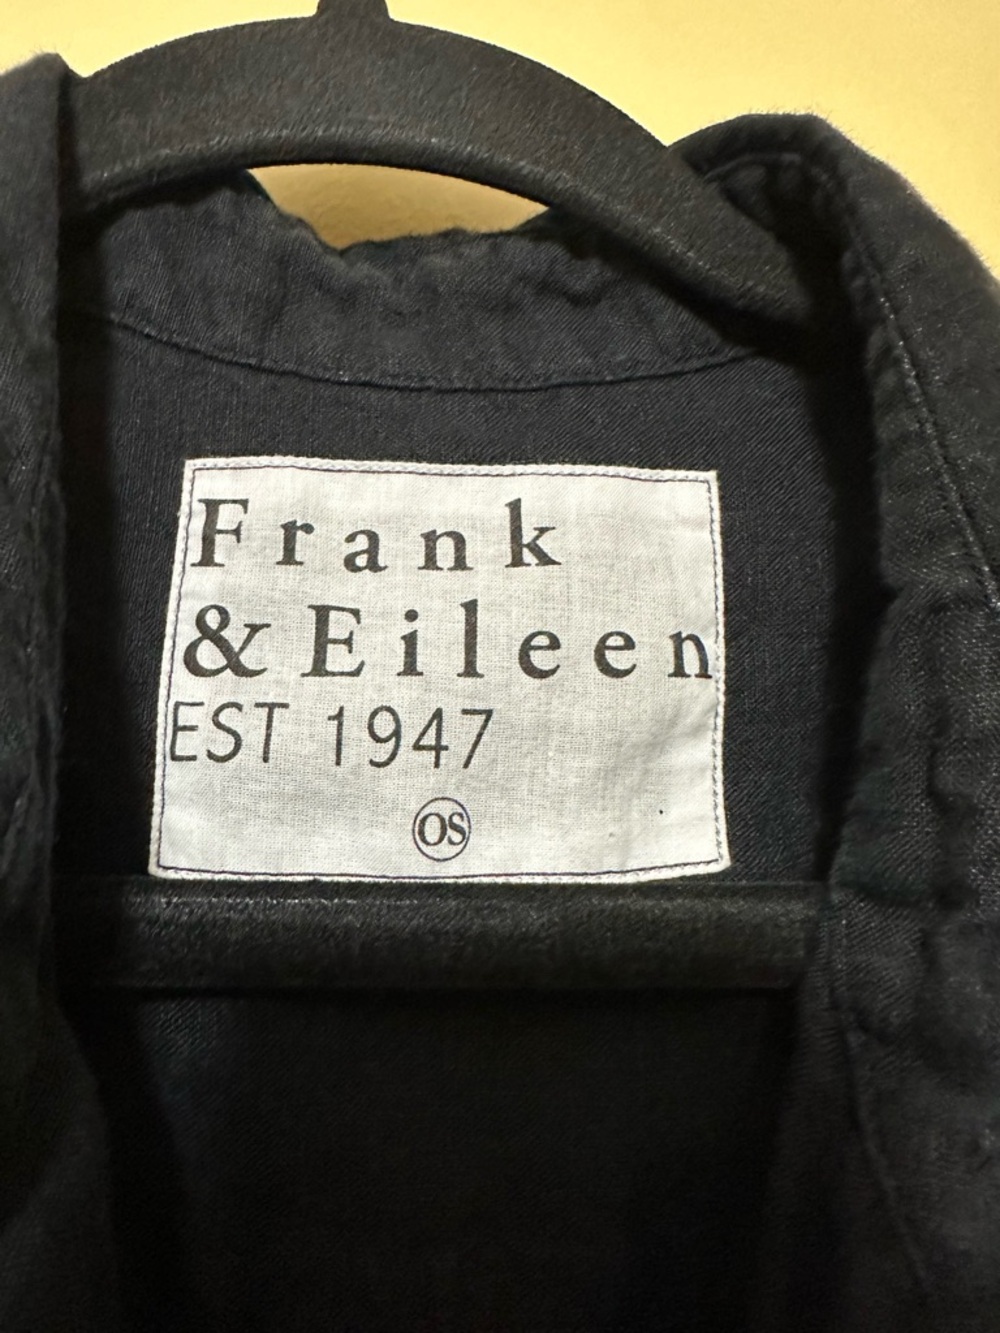 Frank
& Eileen
EST 1947
OS